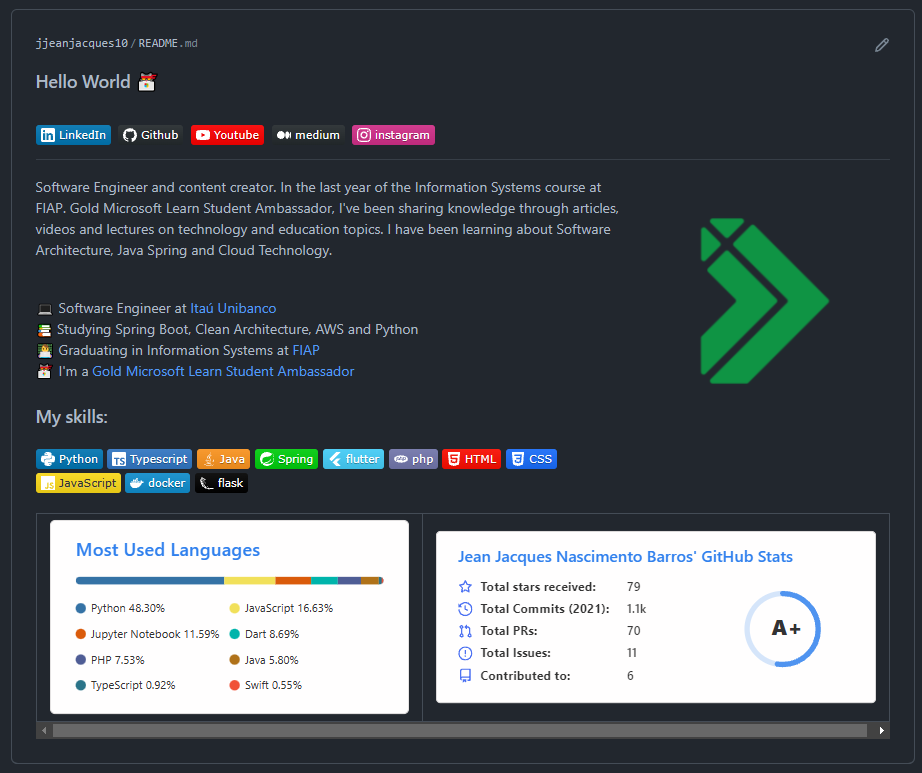 jjeanjacques10/README.md
Hello World
LinkedIn Github Youtube medium instagram
Software Engineer and content creator. In the last year of the Information Systems course at
FIAP. Gold Microsoft Learn Student Ambassador, I've been sharing knowledge through articles,
videos and lectures on technology and education topics. I have been learning about Software
Architecture, Java Spring and Cloud Technology.
Software Engineer at Itaú Unibanco
Studying Spring Boot, Clean Architecture, AWS and Python
Graduating in Information Systems at FIAP
I'm a Gold Microsoft Learn Student Ambassador
My skills:
Python TS Typescript Java Spring flutter php php HTML CSS
JS JavaScript docker flask
Most Used Languages
Python 48.30% JavaScript 16.63%
Jupyter Notebook 11.59% Dart 8.69%
PHP 7.53% Java 5.80%
TypeScript 0.92% Swift 0.55%
Jean Jacques Nascimento Barros' GitHub Stats
Total stars received: 79
Total Commits (2021): 1.1k
Total PRs: 70
Total Issues: 11
Contributed to: 6
A+